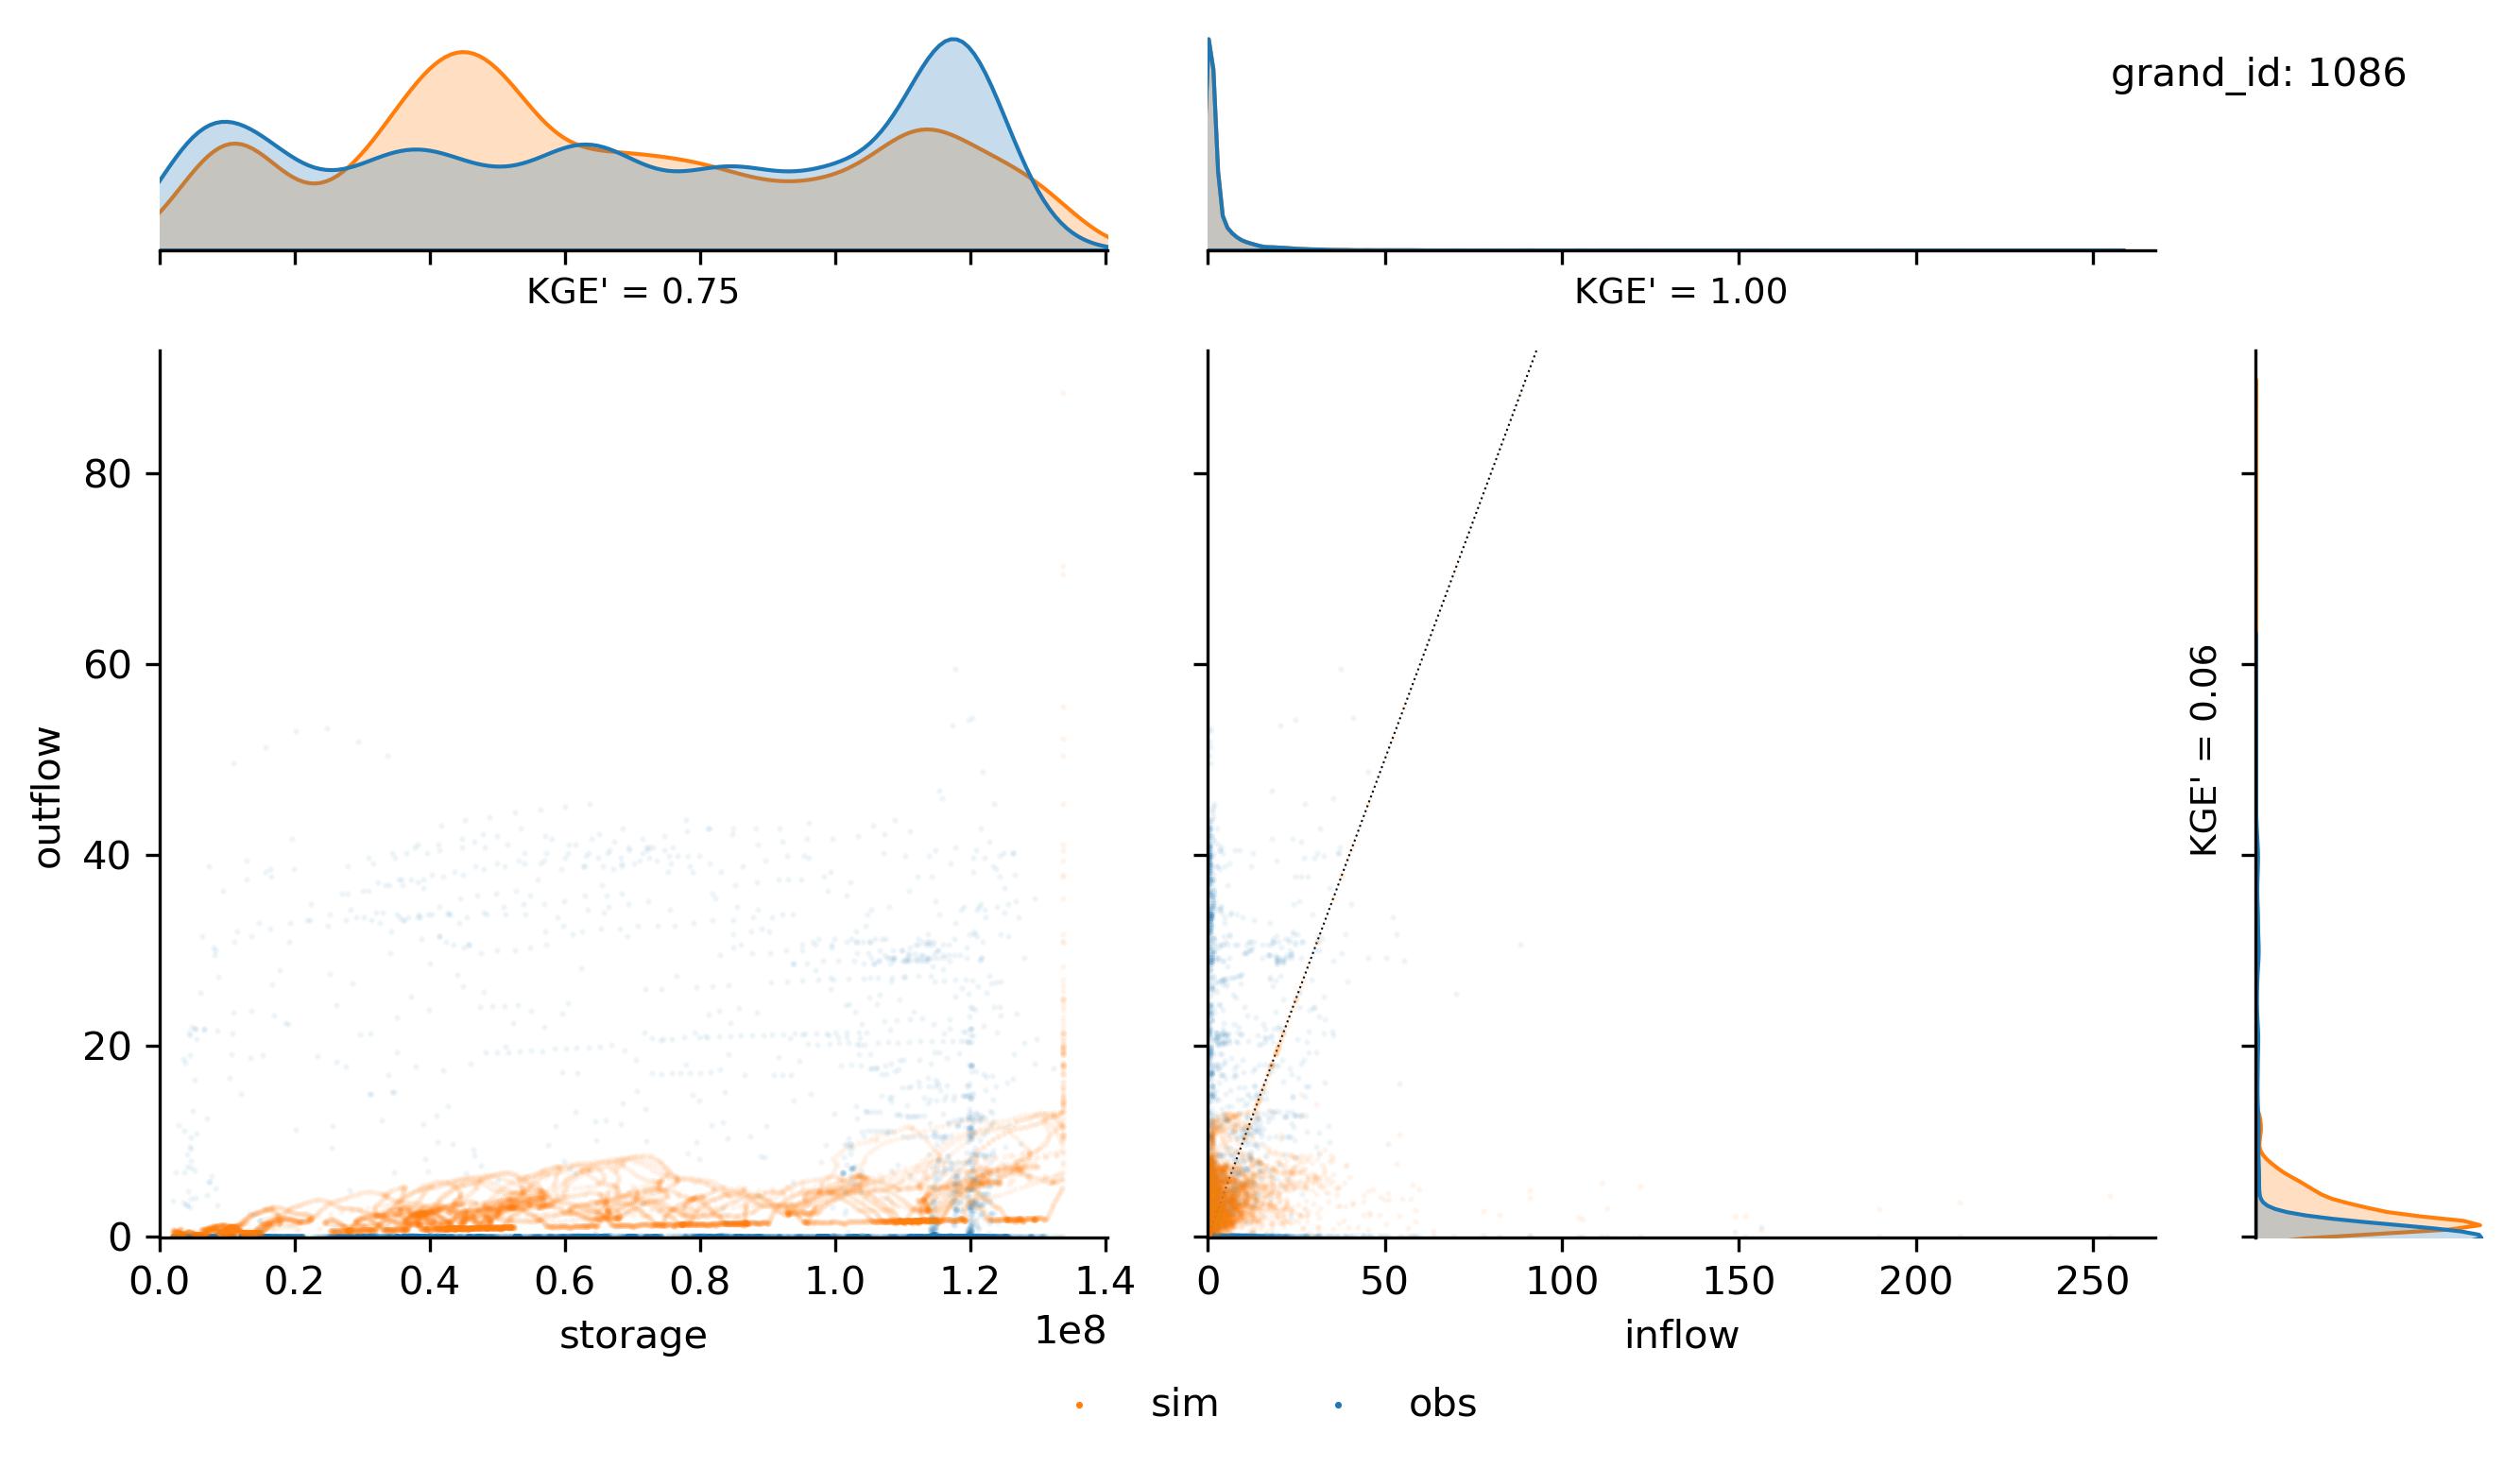 grand_id: 1086
KGE' = 0.75
KGE' = 1.00
80
60
40
20
0
outflow
KGE' = 0.06
0.0 0.2 0.4 0.6 0.8 1.0 1.2 1.4
1e8
storage
0 50 100 150 200 250
inflow
sim obs